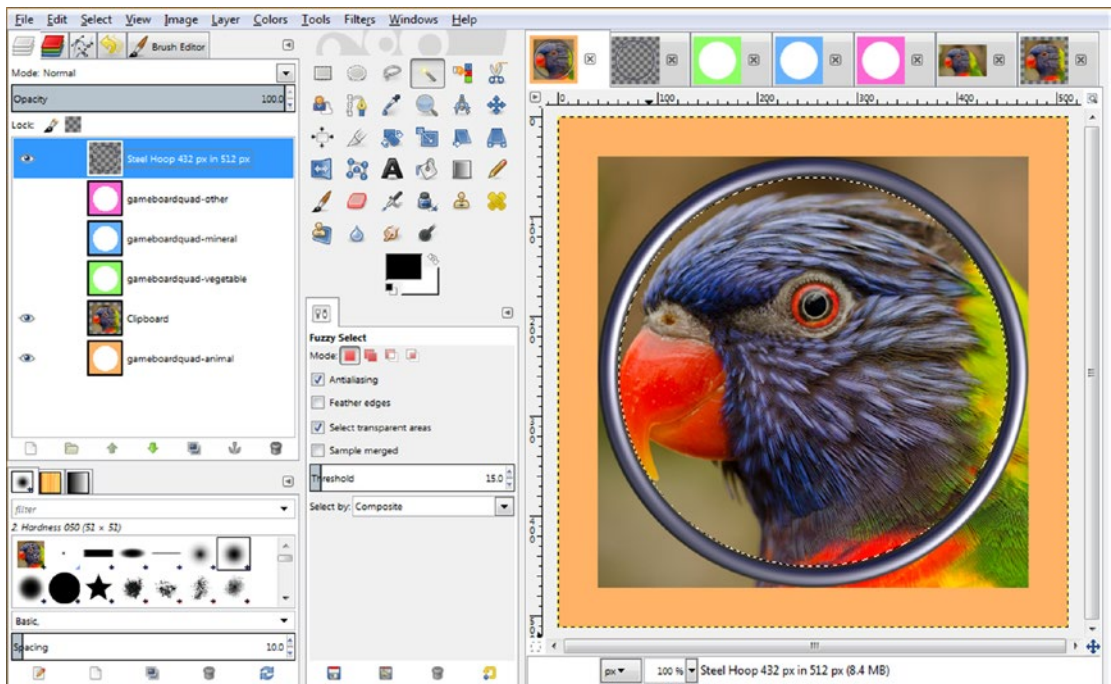 File Edit Select View Image Layer Colors Tools Filters Windows Help
Brush Editor
Mode: Normal
Opacity 100.0
Lock:
Steel Hoop 432 px in 512 px
gameboardquad-other
gameboardquad-mineral
gameboardquad-vegetable
Clipboard
gameboardquad-animal
filter
2. Hardness 050 (51 × 51)
Basic,
Spacing 10.0
Fuzzy Select
Mode:
Antialiasing
Feather edges
Select transparent areas
Sample merged
Threshold 15.0
Select by: Composite
0 100 200 300 400 500
px 100 % Steel Hoop 432 px in 512 px (8.4 MB)